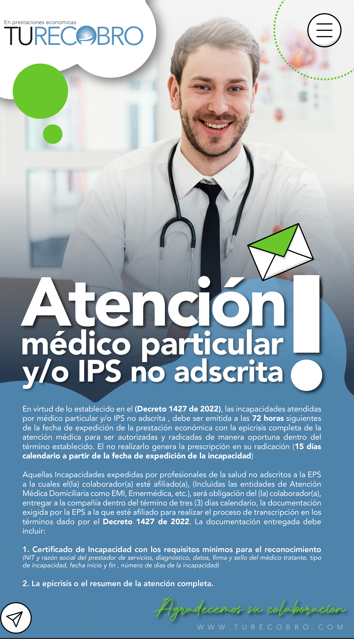 En prestaciones economicas
TURECOBRO
Atención!
médico particular
y/o IPS no adscrita
En virtud de lo establecido en el (Decreto 1427 de 2022), las incapacidades atendidas
por médico particular y/o IPS no adscrita , debe ser emitida a las 72 horas siguientes
de la fecha de expedición de la prestación económica con la epicrisis completa de la
atención médica para ser autorizadas y radicadas de manera oportuna dentro del
término establecido. El no realizarlo genera la prescripción en su radicación (15 días
calendario a partir de la fecha de expedición de la incapacidad)
Aquellas Incapacidades expedidas por profesionales de la salud no adscritos a la EPS
a la cuales el(la) colaborador(a) esté afiliado(a), (Incluidas las entidades de Atención
Médica Domiciliaria como EMI, Emermédica, etc.), será obligación del (la) colaborador(a),
entregar a la compañía dentro del término de tres (3) días calendario, la documentación
exigida por la EPS a la que esté afiliado para realizar el proceso de transcripción en los
términos dado por el Decreto 1427 de 2022. La documentación entregada debe
incluir:
1. Certificado de Incapacidad con los requisitos mínimos para el reconocimiento
(NIT y razón social del prestador de servicios, diagnóstico, datos, firma y sello del médico tratante, tipo
de incapacidad, fecha inicio y fin , número de días de la incapacidad)
2. La epicrisis o el resumen de la atención completa.
Agradecemos su colaboracion
WWW.TURECOBRO.COM